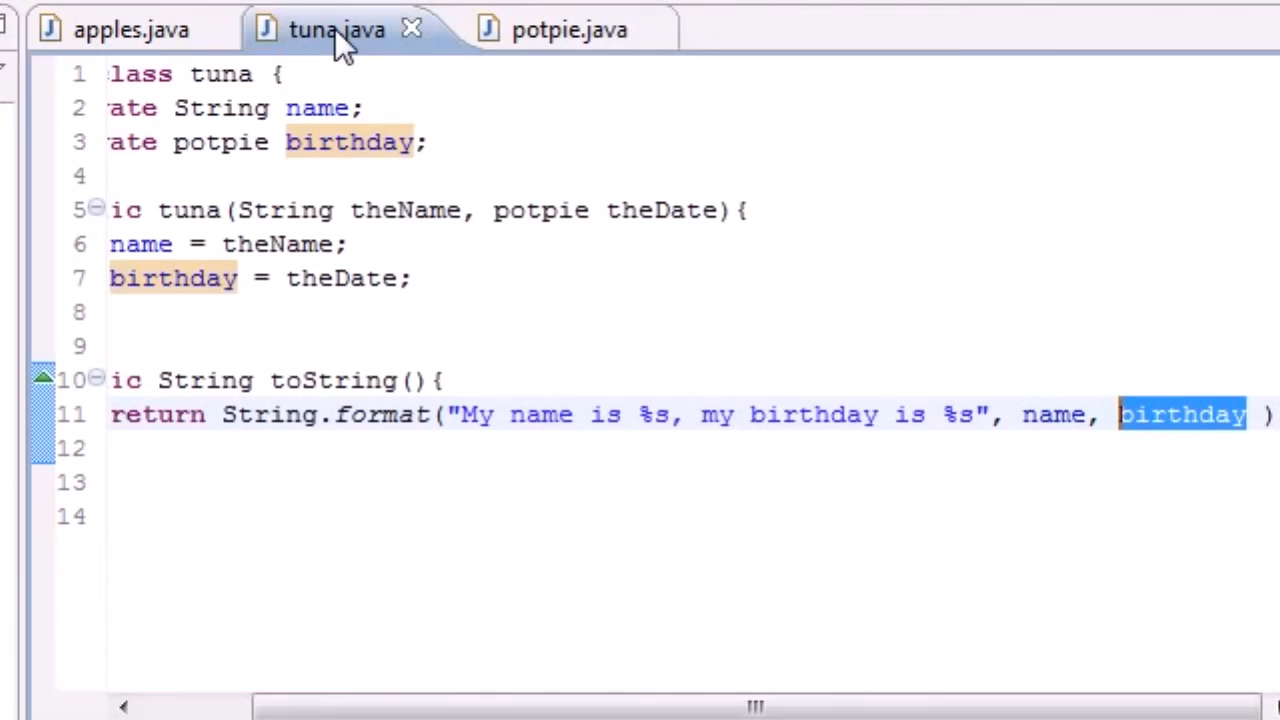 apples.java tuna.java potpie.java
1 lass tuna {
2 ate String name;
3 ate potpie birthday;
4
5 ic tuna(String theName, potpie theDate){
6 name = theName;
7 birthday = theDate;
8
9
10 ic String toString(){
11 return String.format("My name is %s, my birthday is %s", name, birthday )
12
13
14